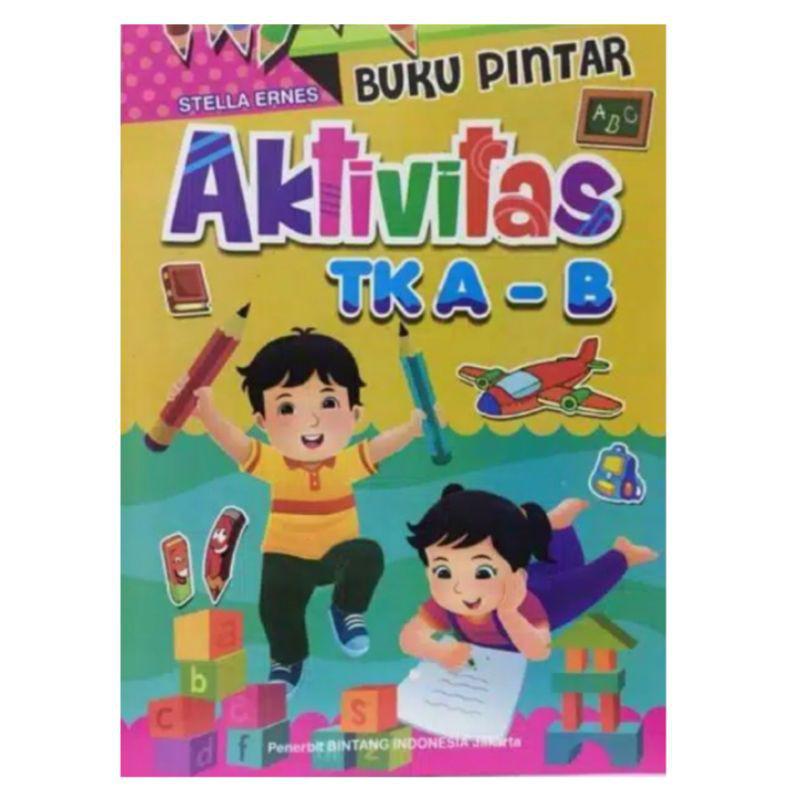 BUKU PINTAR
STELLA ERNES
ABC
AKtivitas
TK A - B
a
b
c
d f
S
Penerbit BINTANG INDONESIA Jakarta